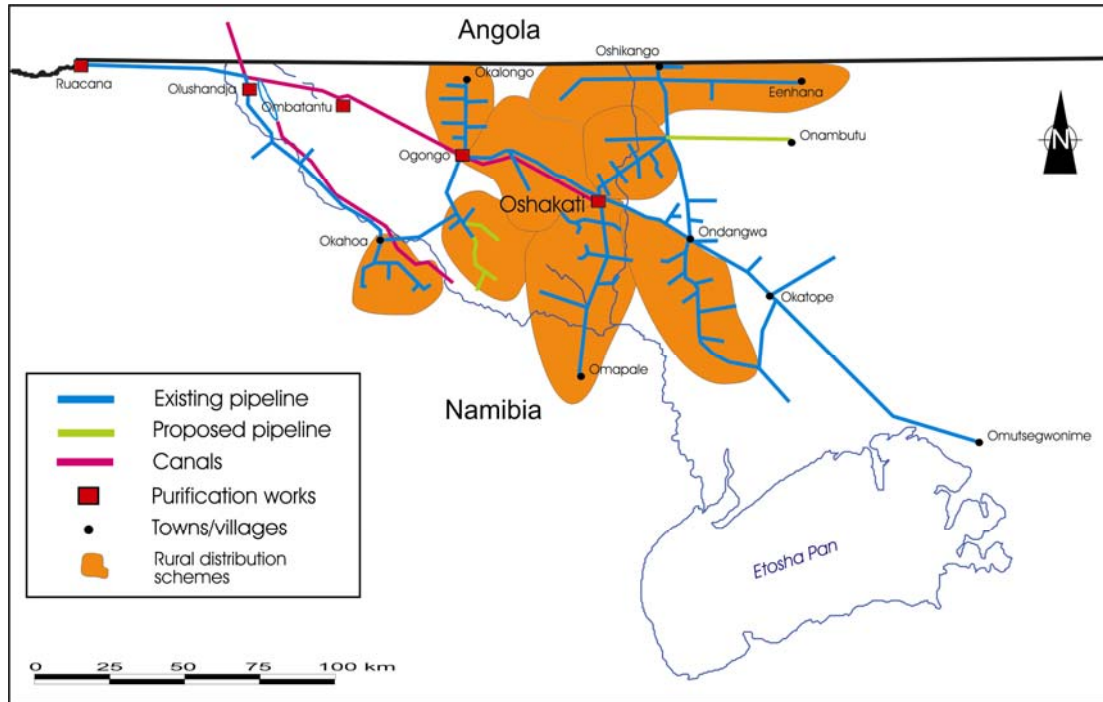 Angola
Oshikango
Ruacana
Okalongo
Olushandja
Eenhana
Ombatantu
Onambutu
N
Ogongo
Oshakati
Okahoa
Ondangwa
Okatope
Omapale
Namibia
Omutsegwonime
Etosha Pan
Existing pipeline
Proposed pipeline
Canals
Purification works
Towns/villages
Rural distribution
schemes
0 25 50 75 100 km